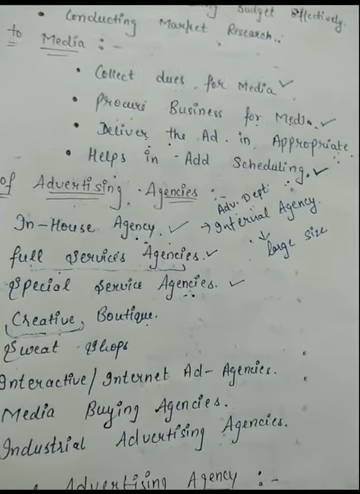 Budget effectively.
• Conducting Market Research.
to Media :-
• Collect dues for Media ✓
• Procure Business for Media. ✓
• Deliver the Ad. in Appropriate
• Helps in Add Scheduling. ✓
of Advertising Agencies :
Adv. Dept
In-House Agency. ✓ → Internal Agency.
↓ large size
full Services Agencies. ✓
Special Service Agencies. ✓
Creative Boutique.
Sweat Shops
Interactive/Internet Ad-Agencies.
Media Buying Agencies.
Industrial Advertising Agencies.
Advertising Agency :-